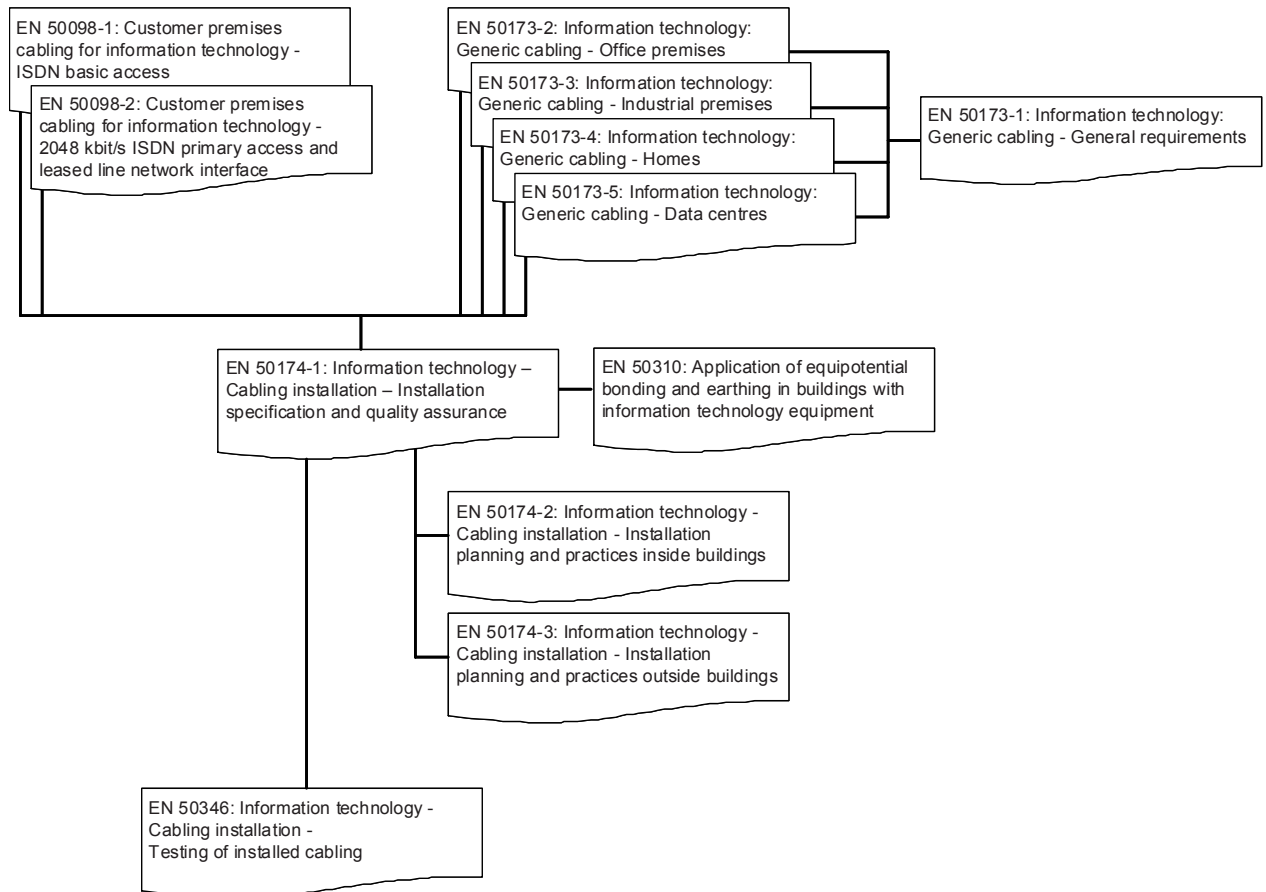 EN 50098-1: Customer premises
cabling for information technology -
ISDN basic access
EN 50098-2: Customer premises
cabling for information technology -
2048 kbit/s ISDN primary access and
leased line network interface
EN 50173-2: Information technology:
Generic cabling - Office premises
EN 50173-3: Information technology:
Generic cabling - Industrial premises
EN 50173-4: Information technology:
Generic cabling - Homes
EN 50173-5: Information technology:
Generic cabling - Data centres
EN 50173-1: Information technology:
Generic cabling - General requirements
EN 50174-1: Information technology –
Cabling installation – Installation
specification and quality assurance
EN 50310: Application of equipotential
bonding and earthing in buildings with
information technology equipment
EN 50174-2: Information technology -
Cabling installation - Installation
planning and practices inside buildings
EN 50174-3: Information technology -
Cabling installation - Installation
planning and practices outside buildings
EN 50346: Information technology -
Cabling installation -
Testing of installed cabling